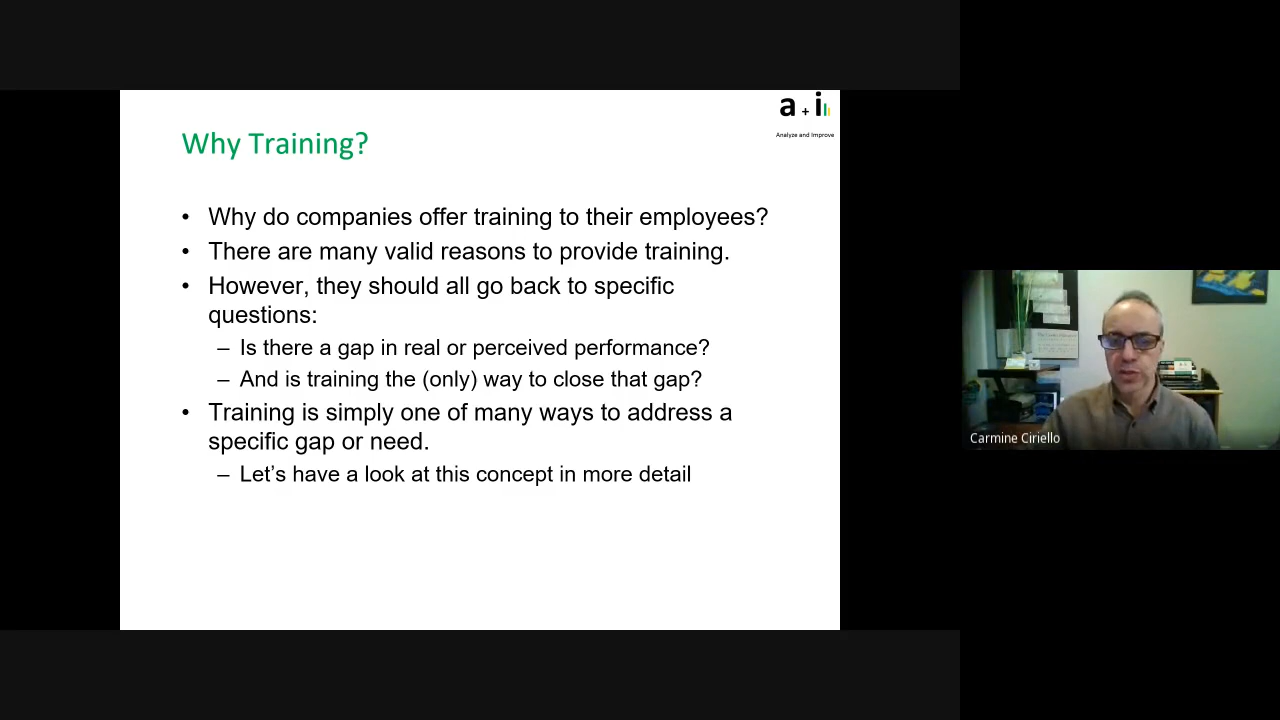 a + i
Analyze and Improve
Why Training?
• Why do companies offer training to their employees?
• There are many valid reasons to provide training.
• However, they should all go back to specific
questions:
– Is there a gap in real or perceived performance?
– And is training the (only) way to close that gap?
• Training is simply one of many ways to address a
specific gap or need.
– Let’s have a look at this concept in more detail
Carmine Ciriello